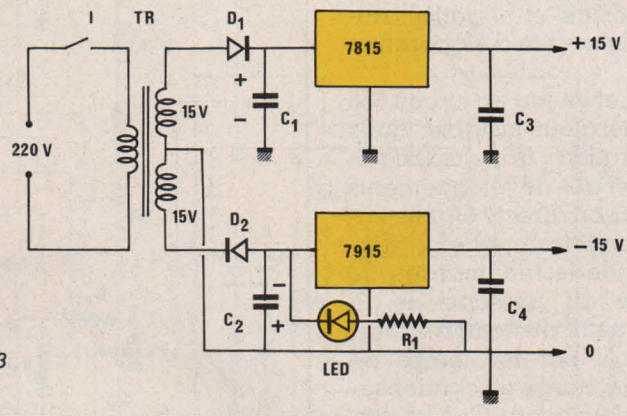 I
TR
D1
7815
+ 15 V
+
-
C1
C3
15V
220 V
15V
D2
7915
- 15 V
-
+
C2
C4
R1
LED
0
3